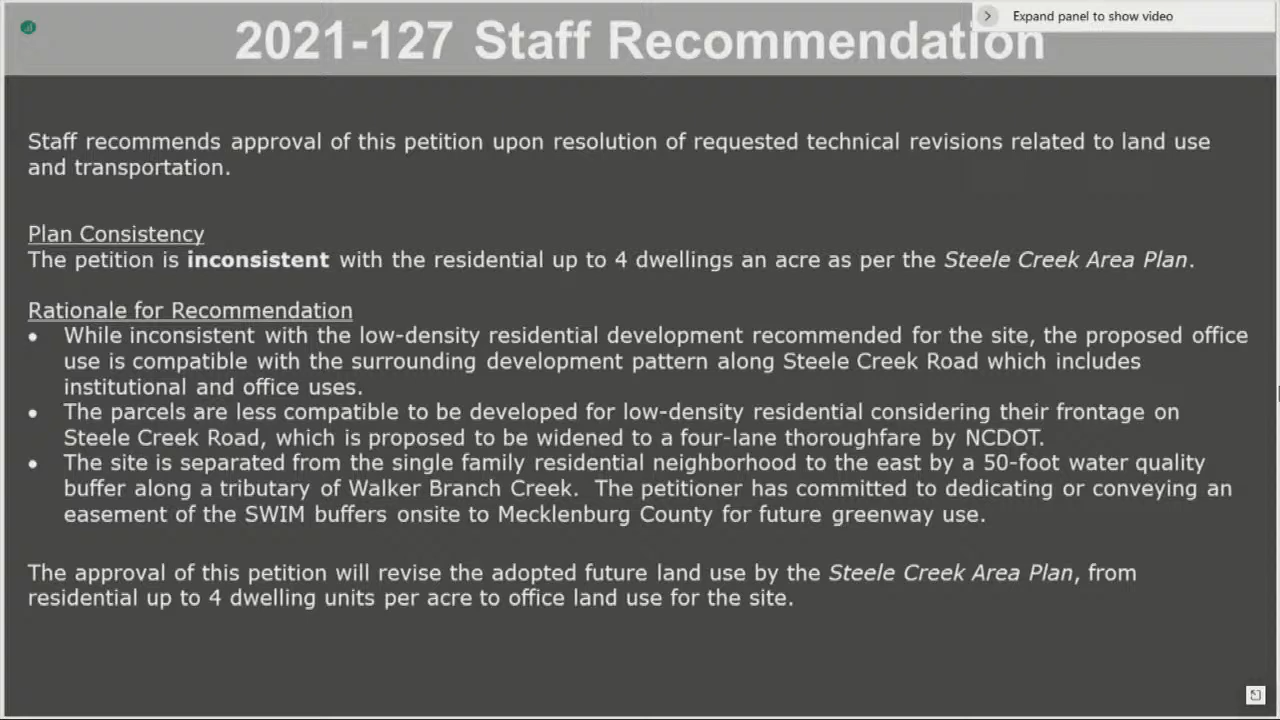 Expand panel to show video
2021-127 Staff Recommendation
Staff recommends approval of this petition upon resolution of requested technical revisions related to land use
and transportation.
Plan Consistency
The petition is inconsistent with the residential up to 4 dwellings an acre as per the Steele Creek Area Plan.
Rationale for Recommendation
• While inconsistent with the low-density residential development recommended for the site, the proposed office
use is compatible with the surrounding development pattern along Steele Creek Road which includes
institutional and office uses.
• The parcels are less compatible to be developed for low-density residential considering their frontage on
Steele Creek Road, which is proposed to be widened to a four-lane thoroughfare by NCDOT.
• The site is separated from the single family residential neighborhood to the east by a 50-foot water quality
buffer along a tributary of Walker Branch Creek. The petitioner has committed to dedicating or conveying an
easement of the SWIM buffers onsite to Mecklenburg County for future greenway use.
The approval of this petition will revise the adopted future land use by the Steele Creek Area Plan, from
residential up to 4 dwelling units per acre to office land use for the site.